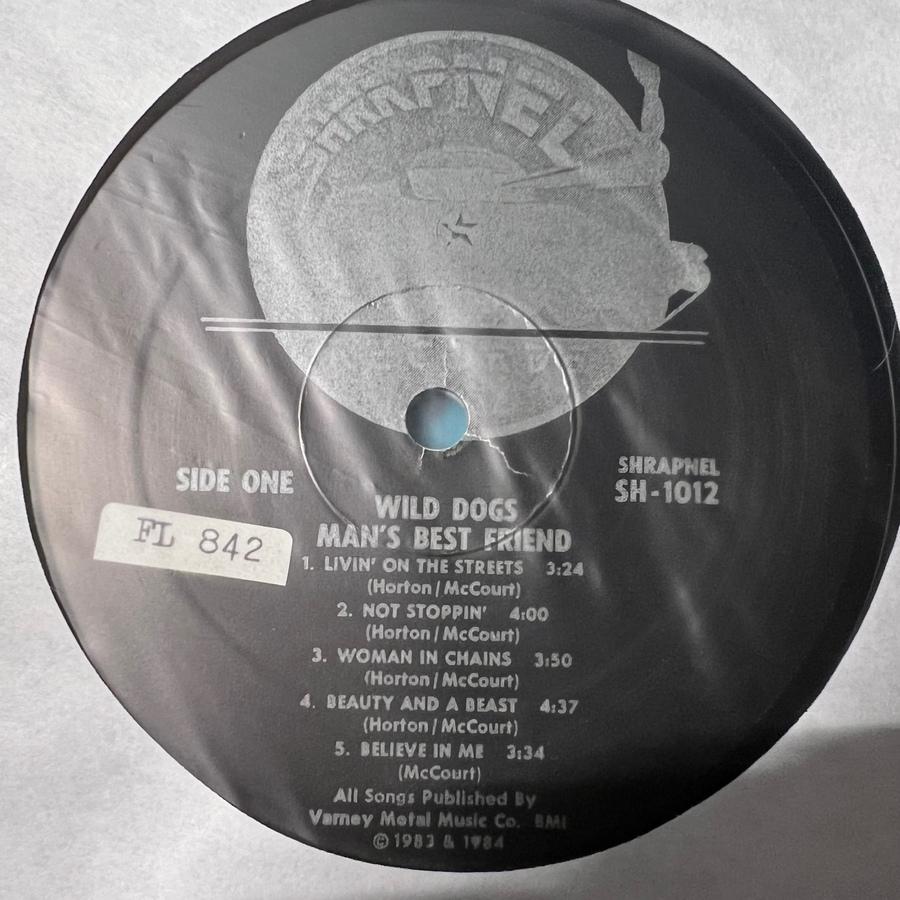 SHRAPNEL
SIDE ONE
SHRAPNEL
SH-1012
FL 842
WILD DOGS
MAN'S BEST FRIEND
1. LIVIN' ON THE STREETS 3:24
(Horton/McCourt)
2. NOT STOPPIN' 4:00
(Horton/McCourt)
3. WOMAN IN CHAINS 3:50
(Horton/McCourt)
4. BEAUTY AND A BEAST 4:37
(Horton/McCourt)
5. BELIEVE IN ME 3:34
(McCourt)
All Songs Published By
Varney Metal Music Co. BMI
© 1983 & 1984